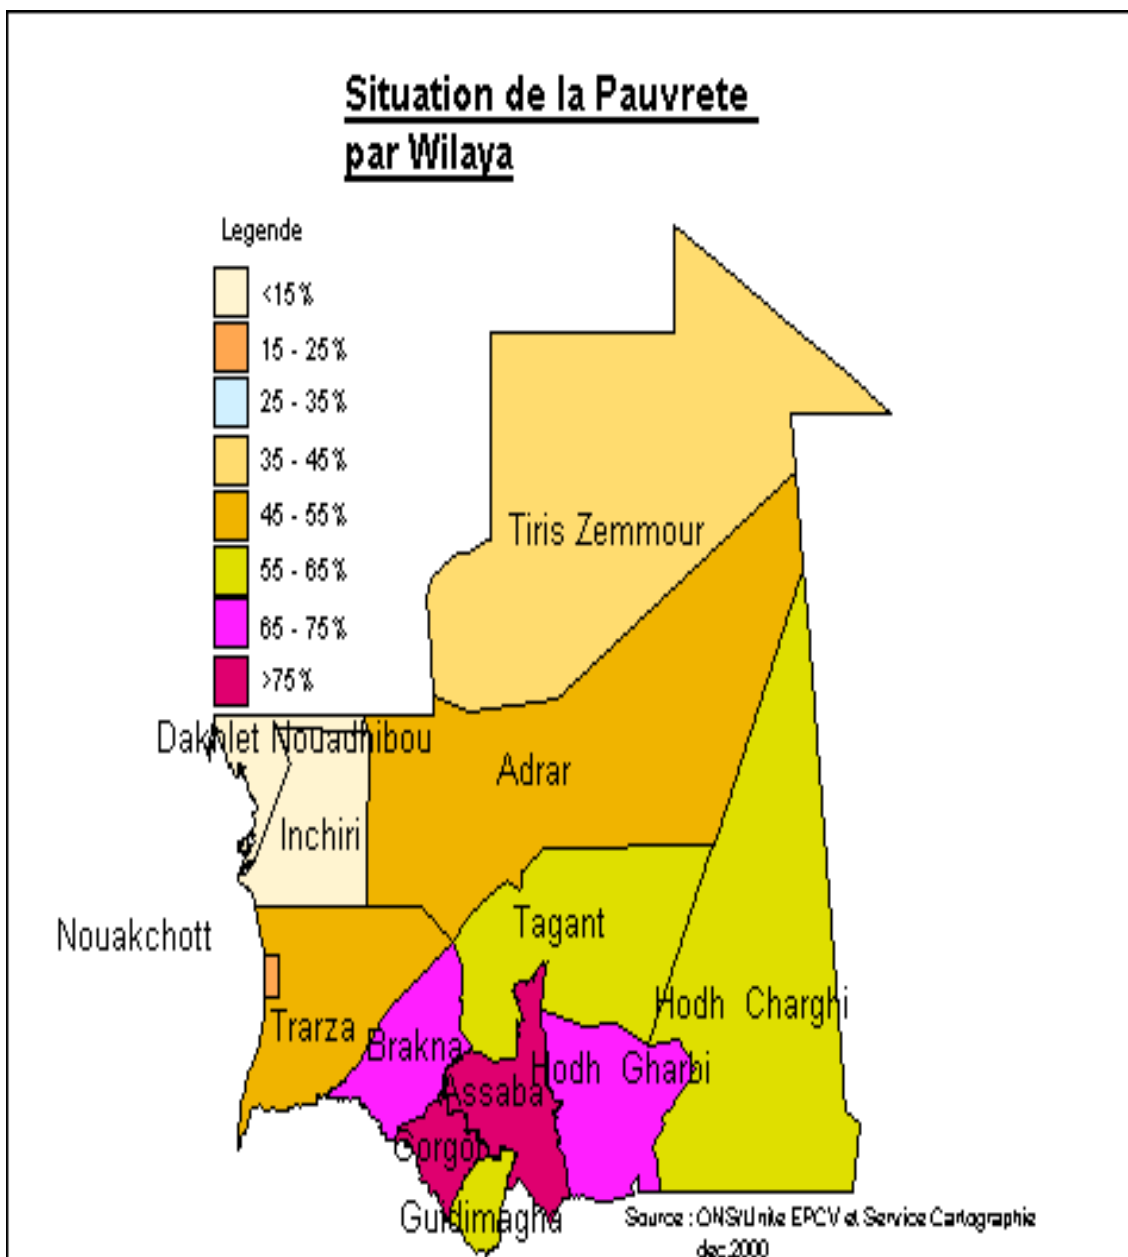 Situation de la Pauvrete
par Wilaya
Legende
<15%
15 - 25%
25 - 35%
35 - 45%
45 - 55%
55 - 65%
65 - 75%
>75%
Tiris Zemmour
Dakhlet Nouadhibou
Adrar
Inchiri
Nouakchott
Tagant
Hodh Charghi
Trarza
Brakna
Hodh Gharbi
Assaba
Gorgol
Guidimagha
Source : ONS/Unite EPCV et Service Cartographie
dec.2000